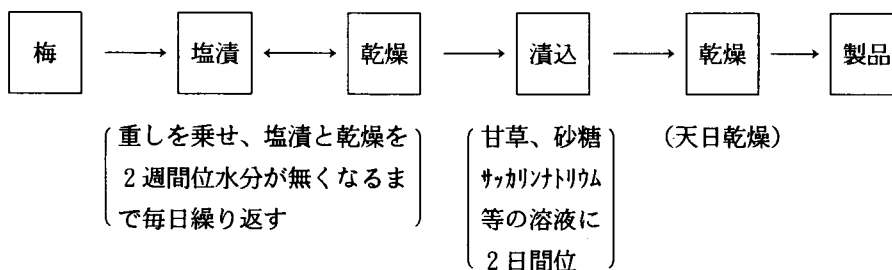 梅 塩漬 乾燥 漬込 乾燥 製品
重しを乗せ、塩漬と乾燥を
2週間位水分が無くなるま
で毎日繰り返す
甘草、砂糖
ｻｯｶﾘﾝﾅﾄﾘｳﾑ
等の溶液に
2日間位
（天日乾燥）